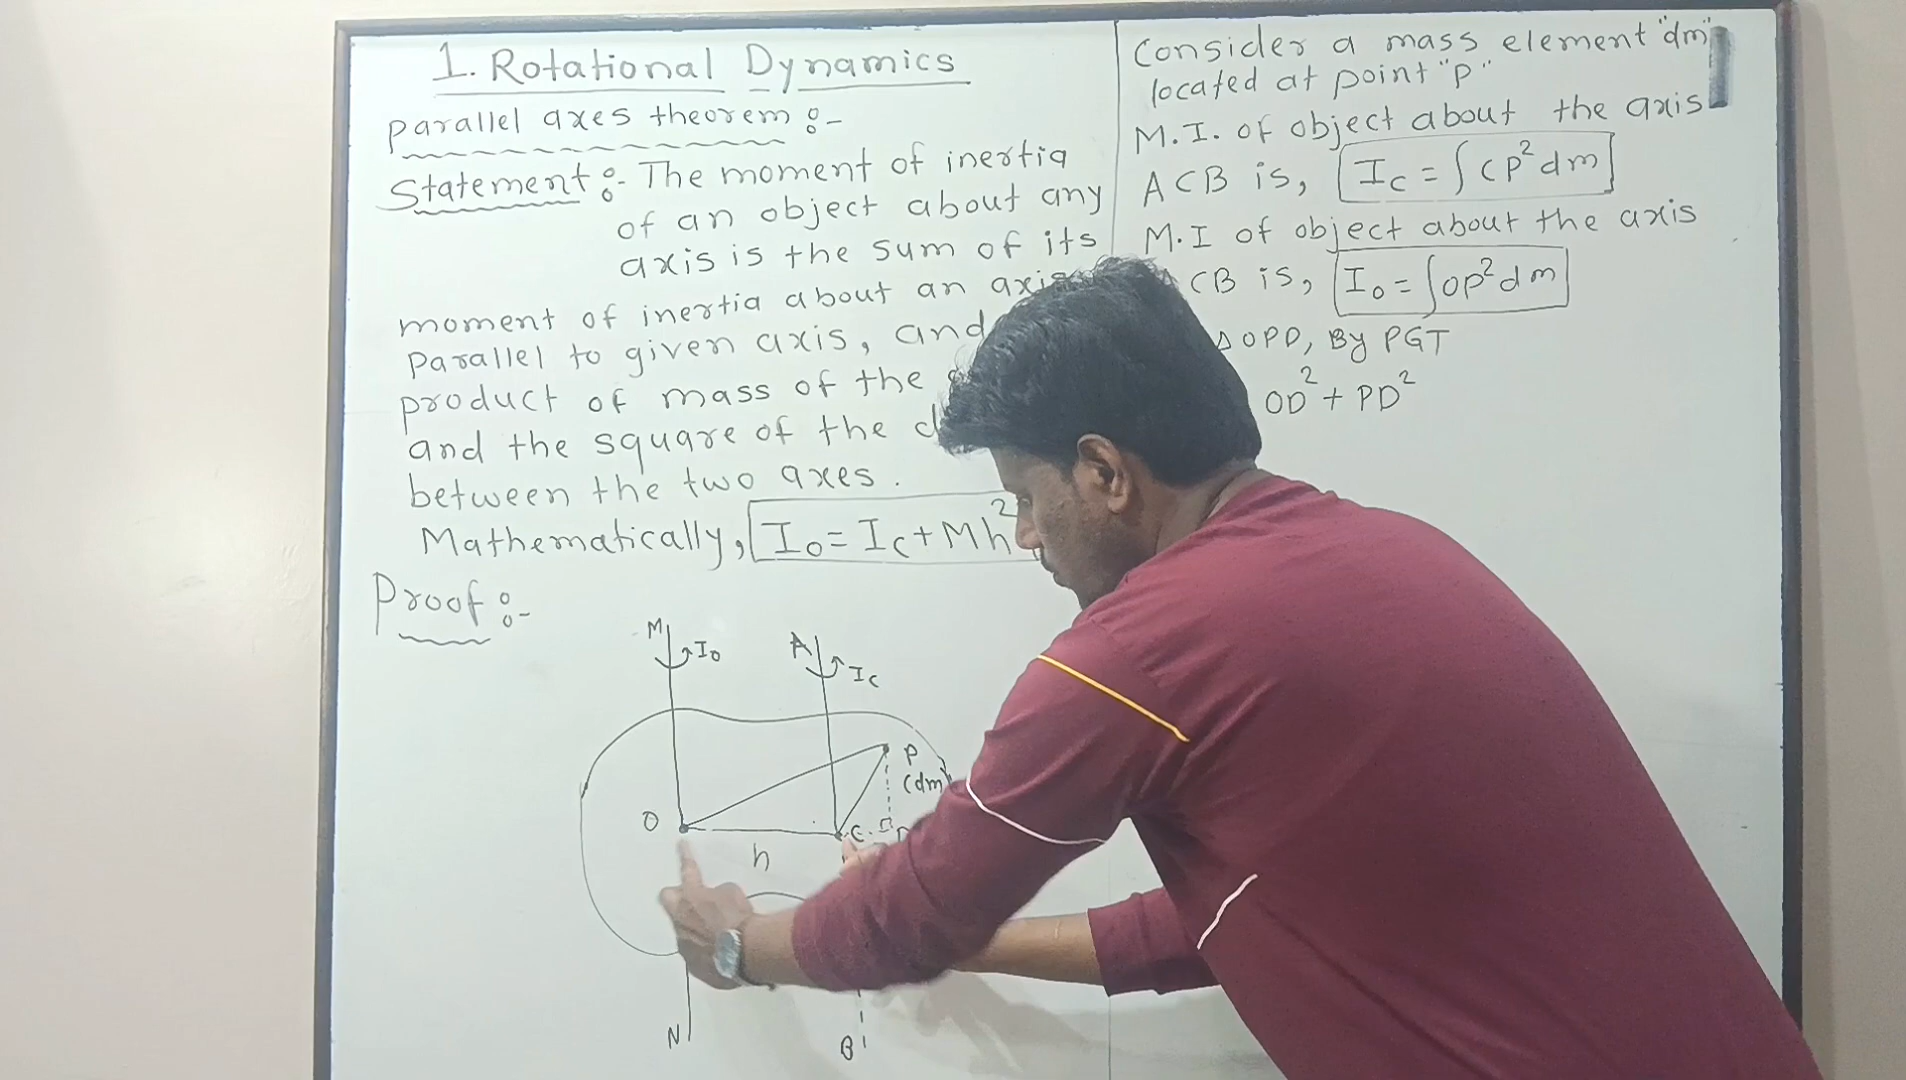 1. Rotational Dynamics
Parallel axes theorem :-
Statement :- The moment of inertia
of an object about any
axis is the sum of its
moment of inertia about an axis
Parallel to given axis, and
product of mass of the
and the square of the
between the two axes.
Mathematically, I₀ = Ic + Mh²
Proof :-
M I₀
A Ic
P
(dm)
O
C
D
h
N
B
Consider a mass element "dm"
located at point "p"
M.I. of object about the axis
ACB is, Ic = ∫CP²dm
M.I of object about the axis
ACB is, I₀ = ∫OP²dm
△OPD, By PGT
OD² + PD²